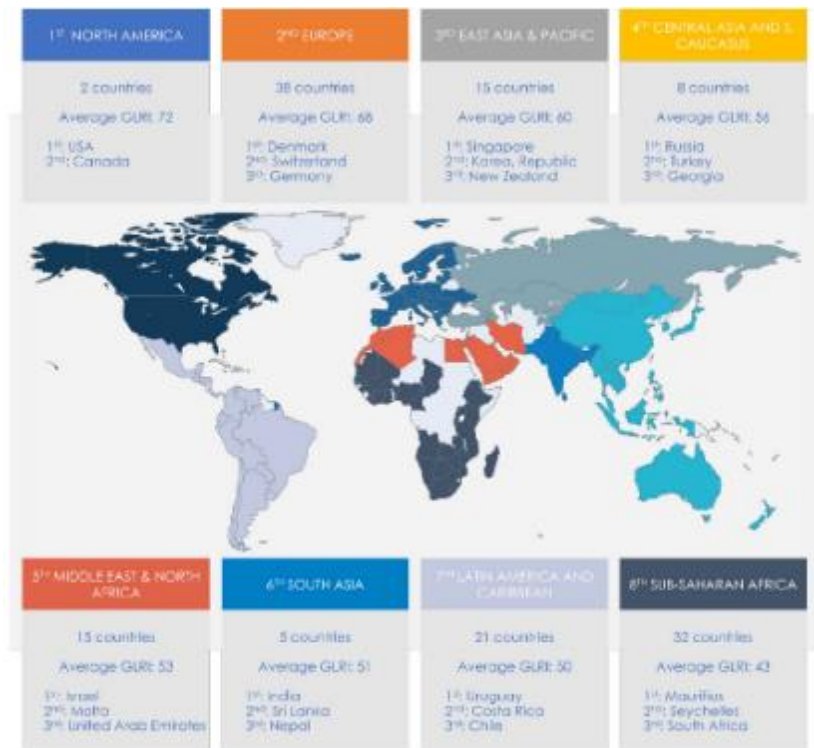 1ST NORTH AMERICA
2 countries
Average GLRI: 72
1ST: USA
2ND: Canada
2ND EUROPE
38 countries
Average GLRI: 68
1ST: Denmark
2ND: Switzerland
3RD: Germany
3RD EAST ASIA & PACIFIC
15 countries
Average GLRI: 60
1ST: Singapore
2ND: Korea, Republic
3RD: New Zealand
4TH CENTRAL ASIA AND S.
CAUCASUS
8 countries
Average GLRI: 56
1ST: Russia
2ND: Turkey
3RD: Georgia
5TH MIDDLE EAST & NORTH
AFRICA
15 countries
Average GLRI: 53
1ST: Israel
2ND: Malta
3RD: United Arab Emirates
6TH SOUTH ASIA
5 countries
Average GLRI: 51
1ST: India
2ND: Sri Lanka
3RD: Nepal
7TH LATIN AMERICA AND
CARIBBEAN
21 countries
Average GLRI: 50
1ST: Uruguay
2ND: Costa Rica
3RD: Chile
8TH SUB-SAHARAN AFRICA
32 countries
Average GLRI: 43
1ST: Mauritius
2ND: Seychelles
3RD: South Africa